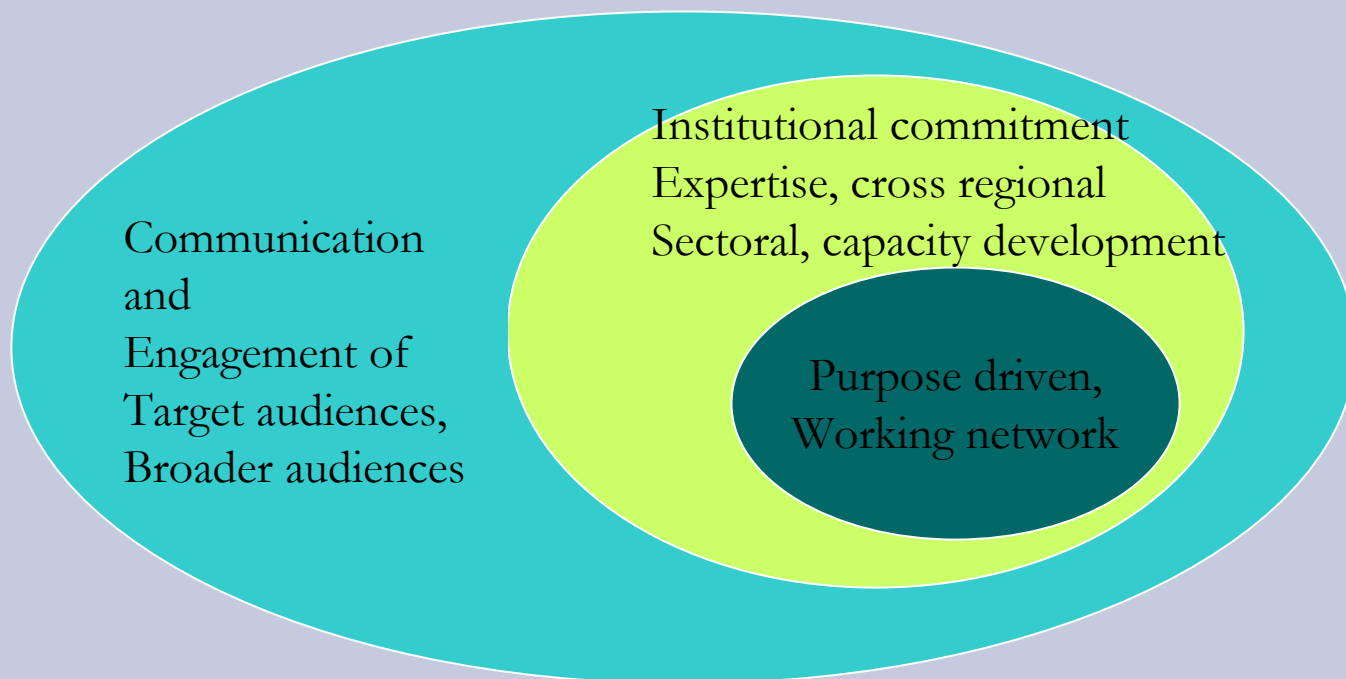 Communication
and
Engagement of
Target audiences,
Broader audiences
Institutional commitment
Expertise, cross regional
Sectoral, capacity development
Purpose driven,
Working network